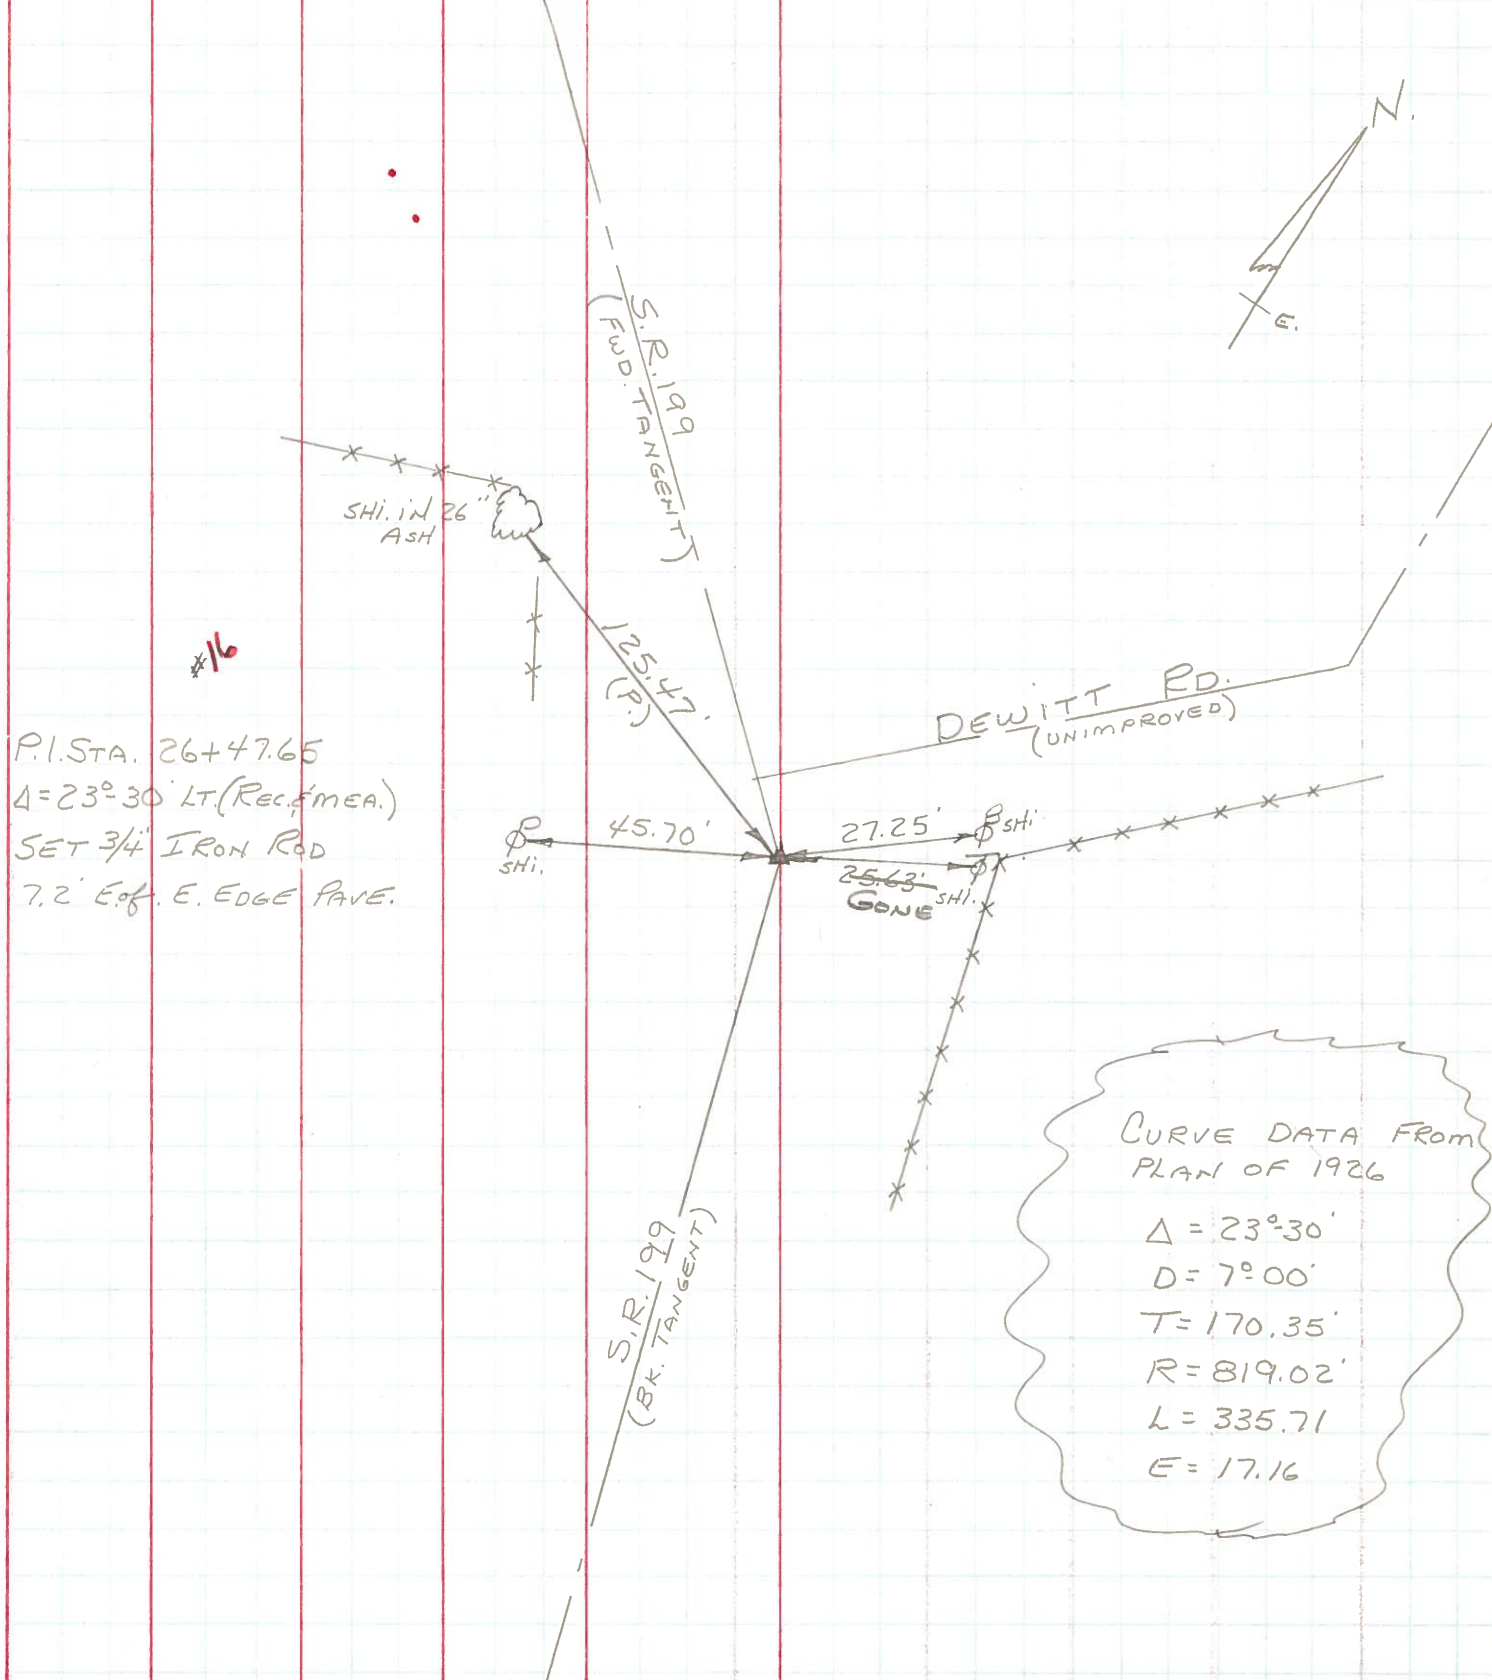 N.
E.
S.R. 199
(FWD. TANGENT)
SHI. IN 26"
ASH
125.47'
(P.)
#16
DEWITT RD.
(UNIMPROVED)
P.I. STA. 26+47.65
Δ=23°-30' LT. (REC. & MEA.)
SET 3/4" IRON ROD
7.2' E. of E. EDGE PAVE.
45.70'
P
SHI.
27.25'
P
SHI
25.63'
GONE
T
SHI.
S.R. 199
(BK. TANGENT)
CURVE DATA FROM
PLAN OF 1926
Δ = 23°-30'
D = 7°-00'
T = 170.35'
R = 819.02'
L = 335.71
E = 17.16